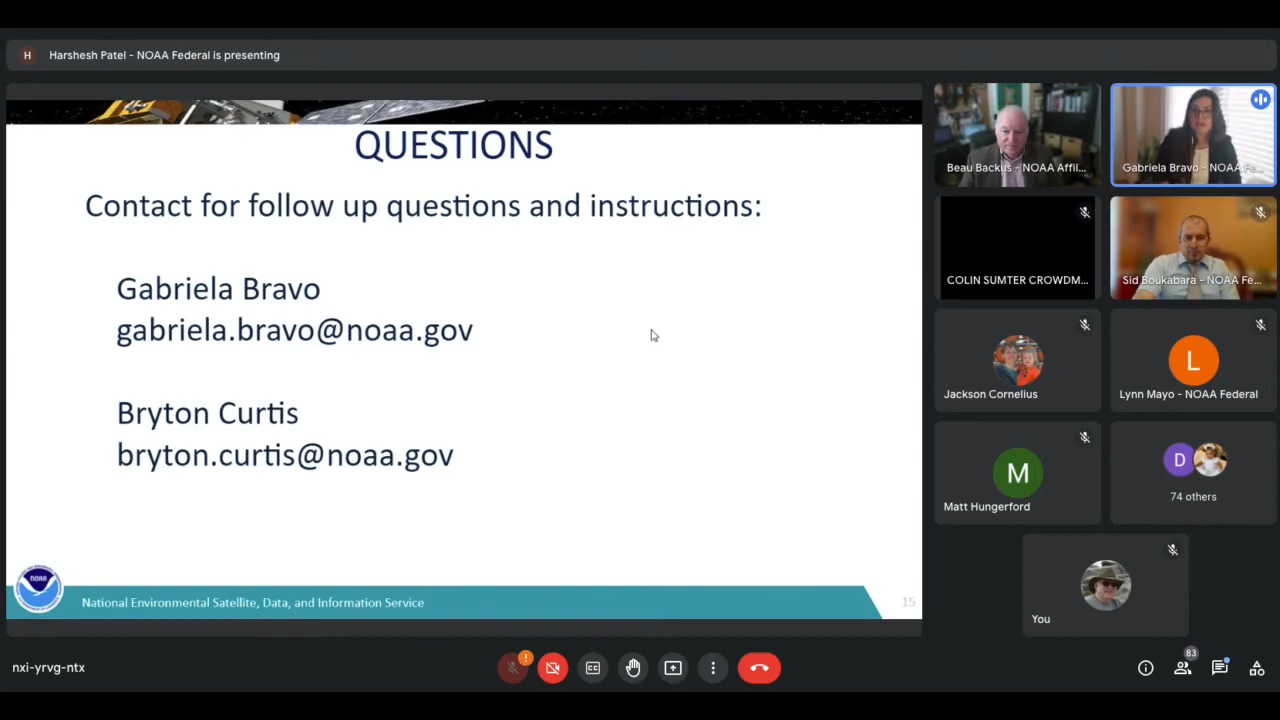 H
Harshesh Patel - NOAA Federal is presenting
QUESTIONS
Contact for follow up questions and instructions:
Gabriela Bravo
gabriela.bravo@noaa.gov
Bryton Curtis
bryton.curtis@noaa.gov
NOAA
National Environmental Satellite, Data, and Information Service
15
Beau Backus - NOAA Affil...
Gabriela Bravo - NOAA Fe...
COLIN SUMTER CROWDM...
Sid Boukabara - NOAA Fe...
Jackson Cornelius
L
Lynn Mayo - NOAA Federal
M
Matt Hungerford
D
74 others
You
nxi-yrvg-ntx
!
CC
83